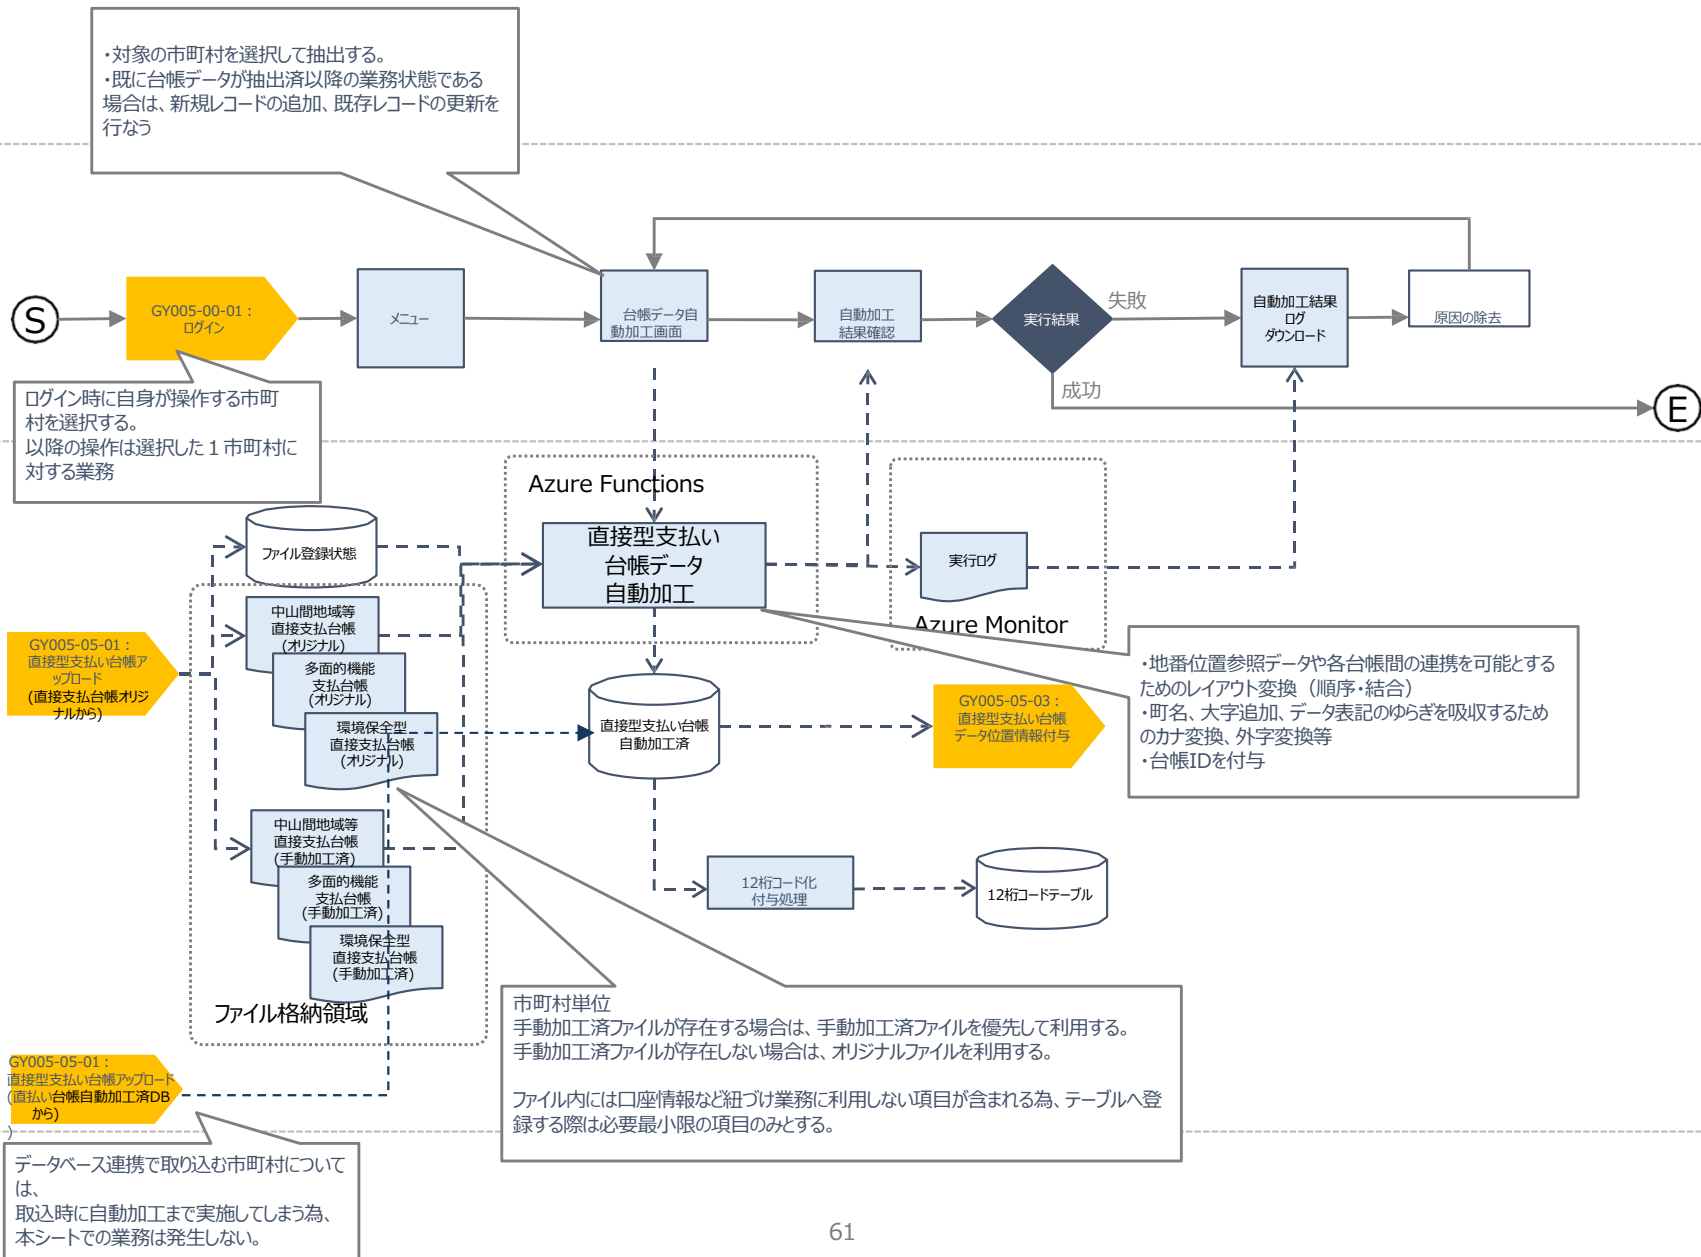 ・対象の市町村を選択して抽出する。
・既に台帳データが抽出済以降の業務状態である
場合は、新規レコードの追加、既存レコードの更新を
行なう
S
GY005-00-01：
ログイン
メニュー
台帳データ自
動加工画面
自動加工
結果確認
実行結果
失敗
成功
自動加工結果
ログ
ダウンロード
原因の除去
E
ログイン時に自身が操作する市町
村を選択する。
以降の操作は選択した１市町村に
対する業務
Azure Functions
直接型支払い
台帳データ
自動加工
実行ログ
Azure Monitor
ファイル登録状態
中山間地域等
直接支払台帳
(オリジナル)
多面的機能
支払台帳
(オリジナル)
環境保全型
直接支払台帳
(オリジナル)
GY005-05-01：
直接型支払い台帳ア
ップロード
(直接支払台帳オリジ
ナルから)
・地番位置参照データや各台帳間の連携を可能とする
ためのレイアウト変換（順序・結合）
・町名、大字追加、データ表記のゆらぎを吸収するため
のカナ変換、外字変換等
・台帳IDを付与
直接型支払い台帳
自動加工済
GY005-05-03：
直接型支払い台帳
データ位置情報付与
中山間地域等
直接支払台帳
(手動加工済)
多面的機能
支払台帳
(手動加工済)
環境保全型
直接支払台帳
(手動加工済)
ファイル格納領域
12桁コード化
付与処理
12桁コードテーブル
市町村単位
手動加工済ファイルが存在する場合は、手動加工済ファイルを優先して利用する。
手動加工済ファイルが存在しない場合は、オリジナルファイルを利用する。
ファイル内には口座情報など紐づけ業務に利用しない項目が含まれる為、テーブルへ登
録する際は必要最小限の項目のみとする。
GY005-05-01：
直接型支払い台帳アップロード
(直払い台帳自動加工済DB
から)
)
データベース連携で取り込む市町村について
は、
取込時に自動加工まで実施してしまう為、
本シートでの業務は発生しない。
61